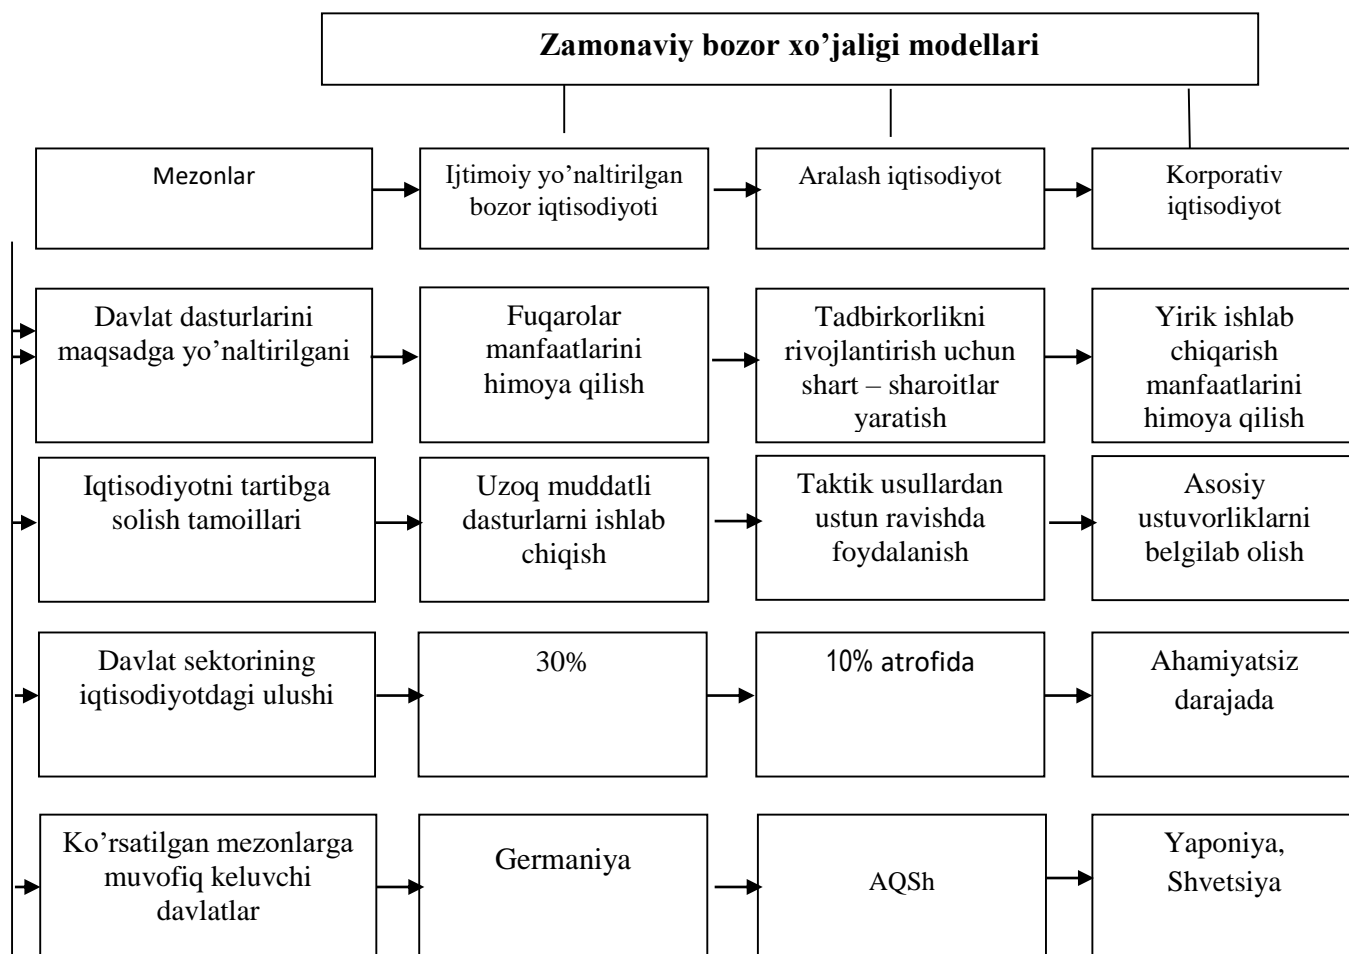 Zamonaviy bozor xo’jaligi modellari
Mezonlar
Ijtimoiy yo’naltirilgan
bozor iqtisodiyoti
Aralash iqtisodiyot
Korporativ
iqtisodiyot
Davlat dasturlarini
maqsadga yo’naltirilgani
Fuqarolar
manfaatlarini
himoya qilish
Tadbirkorlikni
rivojlantirish uchun
shart – sharoitlar
yaratish
Yirik ishlab
chiqarish
manfaatlarini
himoya qilish
Iqtisodiyotni tartibga
solish tamoillari
Uzoq muddatli
dasturlarni ishlab
chiqish
Taktik usullardan
ustun ravishda
foydalanish
Asosiy
ustuvorliklarni
belgilab olish
Davlat sektorining
iqtisodiyotdagi ulushi
30%
10% atrofida
Ahamiyatsiz
darajada
Ko’rsatilgan mezonlarga
muvofiq keluvchi
davlatlar
Germaniya
AQSh
Yaponiya,
Shvetsiya